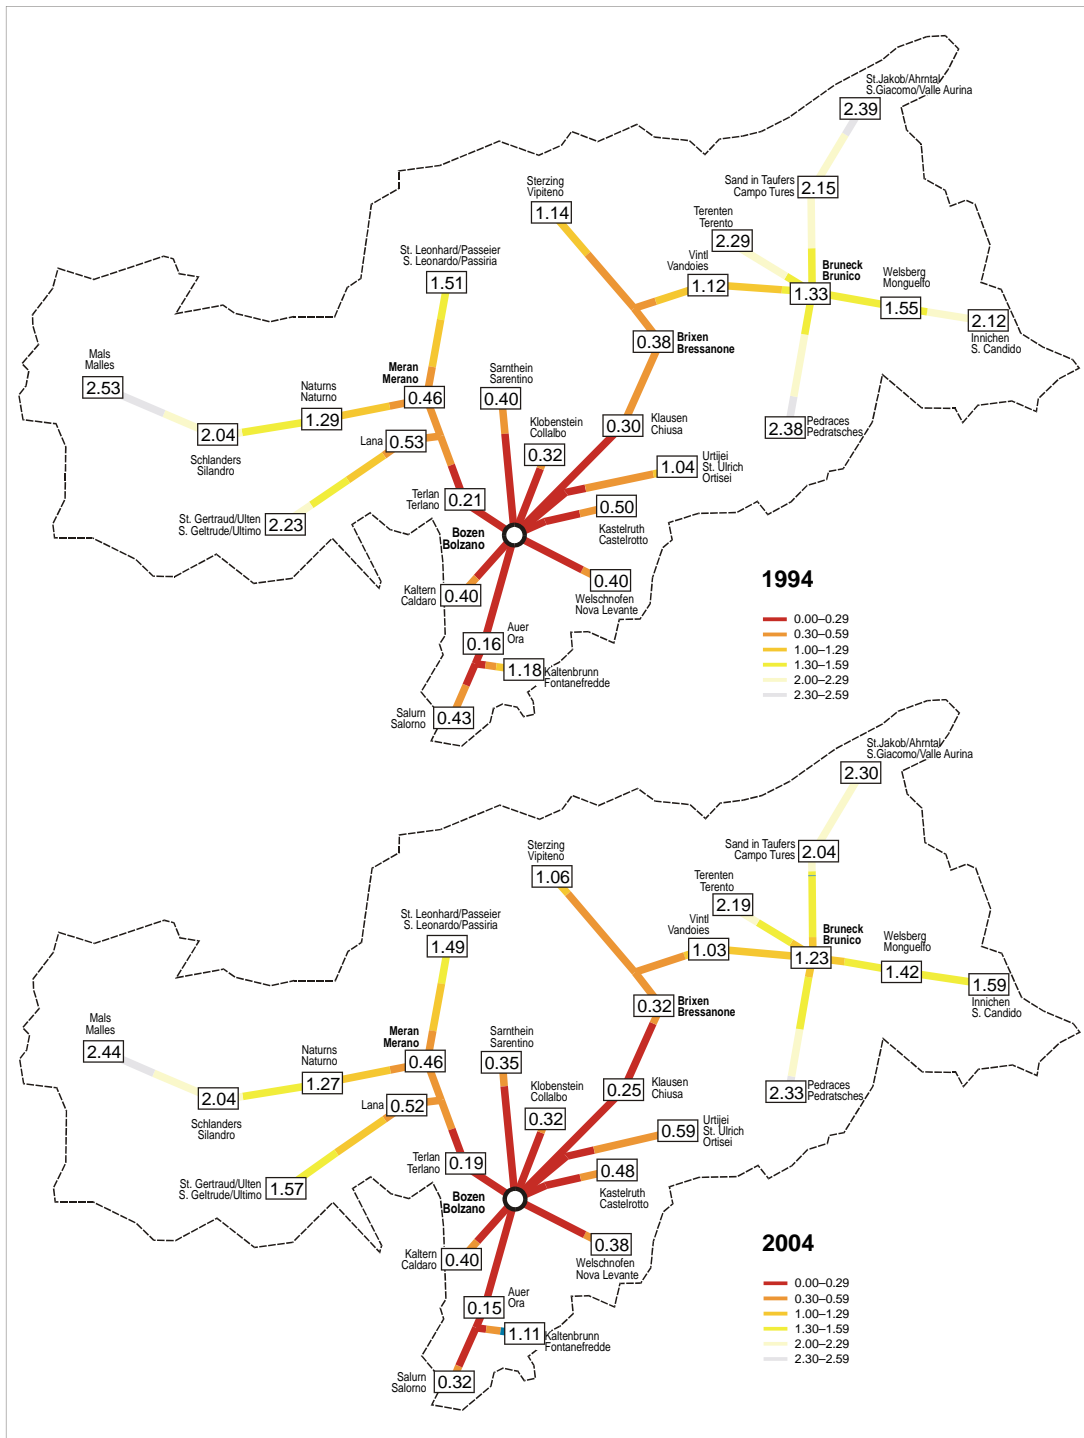 St.Jakob/Ahrntal
S.Giacomo/Valle Aurina
2.39
Sterzing
Vipiteno
1.14
Sand in Taufers
Campo Tures
2.15
Terenten
Terento
2.29
St. Leonhard/Passeier
S. Leonardo/Passiria
1.51
Vintl
Vandoies
1.12
Bruneck
Brunico
1.33
Welsberg
Monguelfo
1.55
2.12
Innichen
S. Candido
0.38
Brixen
Bressanone
Mals
Malles
2.53
Naturns
Naturno
1.29
Meran
Merano
0.46
Sarnthein
Sarentino
0.40
Klobenstein
Collalbo
0.32
0.30
Klausen
Chiusa
2.38
Pedraces
Pedratsches
2.04
Schlanders
Silandro
Lana
0.53
1.04
Urtijei
St. Ulrich
Ortisei
Terlan
Terlano
0.21
0.50
Kastelruth
Castelrotto
St. Gertraud/Ulten
S. Geltrude/Ultimo
2.23
Bozen
Bolzano
Kaltern
Caldaro
0.40
0.40
Welschnofen
Nova Levante
Auer
Ora
0.16
1.18
Kaltenbrunn
Fontanefredde
Salurn
Salorno
0.43
1994
0.00–0.29
0.30–0.59
1.00–1.29
1.30–1.59
2.00–2.29
2.30–2.59
St.Jakob/Ahrntal
S.Giacomo/Valle Aurina
2.30
Sterzing
Vipiteno
1.06
Sand in Taufers
Campo Tures
2.04
Terenten
Terento
2.19
St. Leonhard/Passeier
S. Leonardo/Passiria
1.49
Vintl
Vandoies
1.03
Bruneck
Brunico
1.23
Welsberg
Monguelfo
1.42
1.59
Innichen
S. Candido
0.32
Brixen
Bressanone
Mals
Malles
2.44
Naturns
Naturno
1.27
Meran
Merano
0.46
Sarnthein
Sarentino
0.35
Klobenstein
Collalbo
0.32
0.25
Klausen
Chiusa
2.33
Pedraces
Pedratsches
2.04
Schlanders
Silandro
Lana
0.52
0.59
Urtijei
St. Ulrich
Ortisei
Terlan
Terlano
0.19
0.48
Kastelruth
Castelrotto
St. Gertraud/Ulten
S. Geltrude/Ultimo
1.57
Bozen
Bolzano
Kaltern
Caldaro
0.40
0.38
Welschnofen
Nova Levante
Auer
Ora
0.15
1.11
Kaltenbrunn
Fontanefredde
Salurn
Salorno
0.32
2004
0.00–0.29
0.30–0.59
1.00–1.29
1.30–1.59
2.00–2.29
2.30–2.59